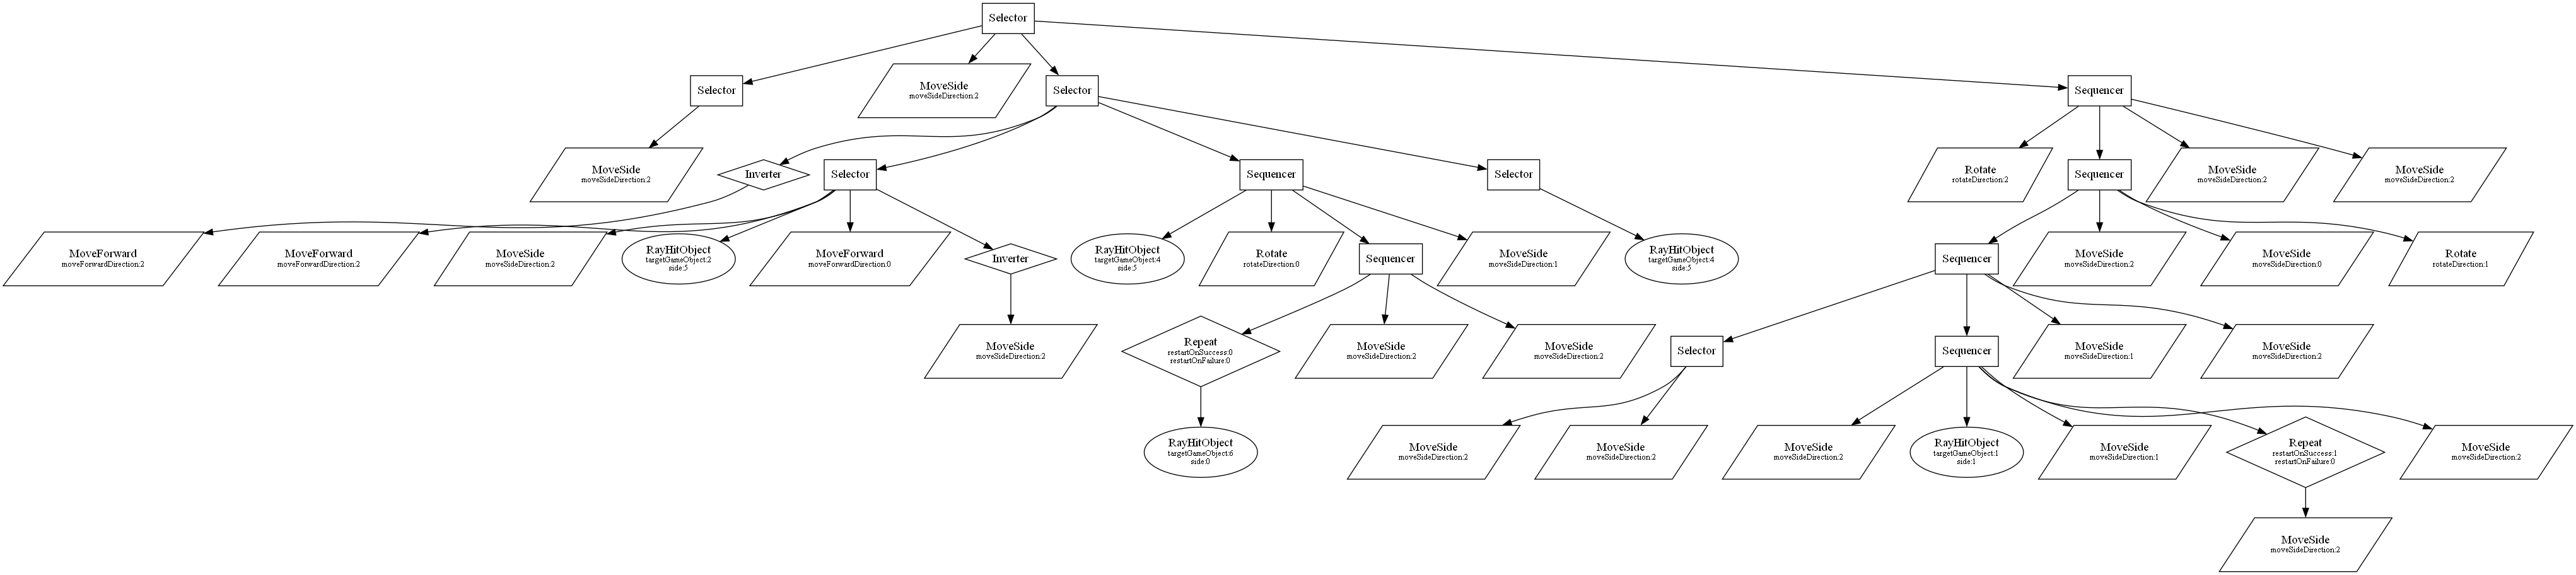 Selector
Selector
MoveSide
moveSideDirection:2
Selector
Sequencer
MoveSide
moveSideDirection:2
Inverter
Selector
Sequencer
Selector
Rotate
rotateDirection:2
Sequencer
MoveSide
moveSideDirection:2
MoveSide
moveSideDirection:2
MoveForward
moveForwardDirection:2
MoveForward
moveForwardDirection:2
MoveSide
moveSideDirection:2
RayHitObject
targetGameObject:2
side:5
MoveForward
moveForwardDirection:0
Inverter
RayHitObject
targetGameObject:4
side:5
Rotate
rotateDirection:0
Sequencer
MoveSide
moveSideDirection:1
RayHitObject
targetGameObject:4
side:5
Sequencer
MoveSide
moveSideDirection:2
MoveSide
moveSideDirection:0
Rotate
rotateDirection:1
MoveSide
moveSideDirection:2
Repeat
restartOnSuccess:0
restartOnFailure:0
MoveSide
moveSideDirection:2
MoveSide
moveSideDirection:2
Selector
Sequencer
MoveSide
moveSideDirection:1
MoveSide
moveSideDirection:2
RayHitObject
targetGameObject:6
side:0
MoveSide
moveSideDirection:2
MoveSide
moveSideDirection:2
MoveSide
moveSideDirection:2
RayHitObject
targetGameObject:1
side:1
MoveSide
moveSideDirection:1
Repeat
restartOnSuccess:1
restartOnFailure:0
MoveSide
moveSideDirection:2
MoveSide
moveSideDirection:2